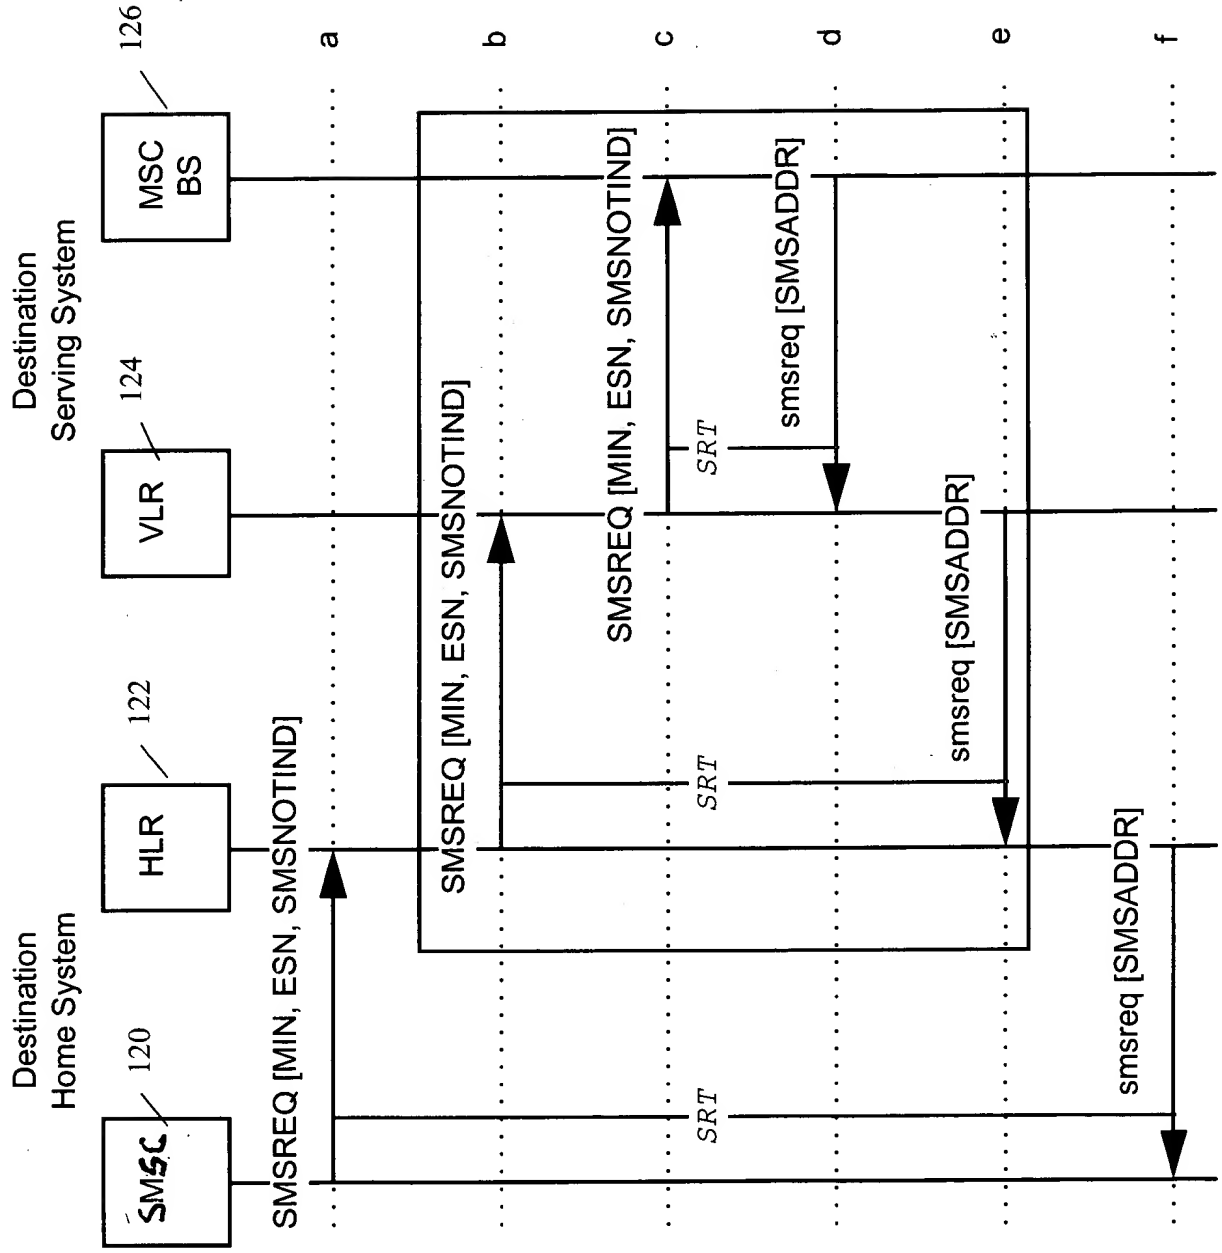 Destination
Home System
Destination
Serving System
120
122
124
126
SMSC
HLR
VLR
MSC
BS
SMSREQ [MIN, ESN, SMSNOTIND]
a
SMSREQ [MIN, ESN, SMSNOTIND]
b
SMSREQ [MIN, ESN, SMSNOTIND]
c
SRT
SRT
SRT
smsreq [SMSADDR]
d
smsreq [SMSADDR]
e
smsreq [SMSADDR]
f